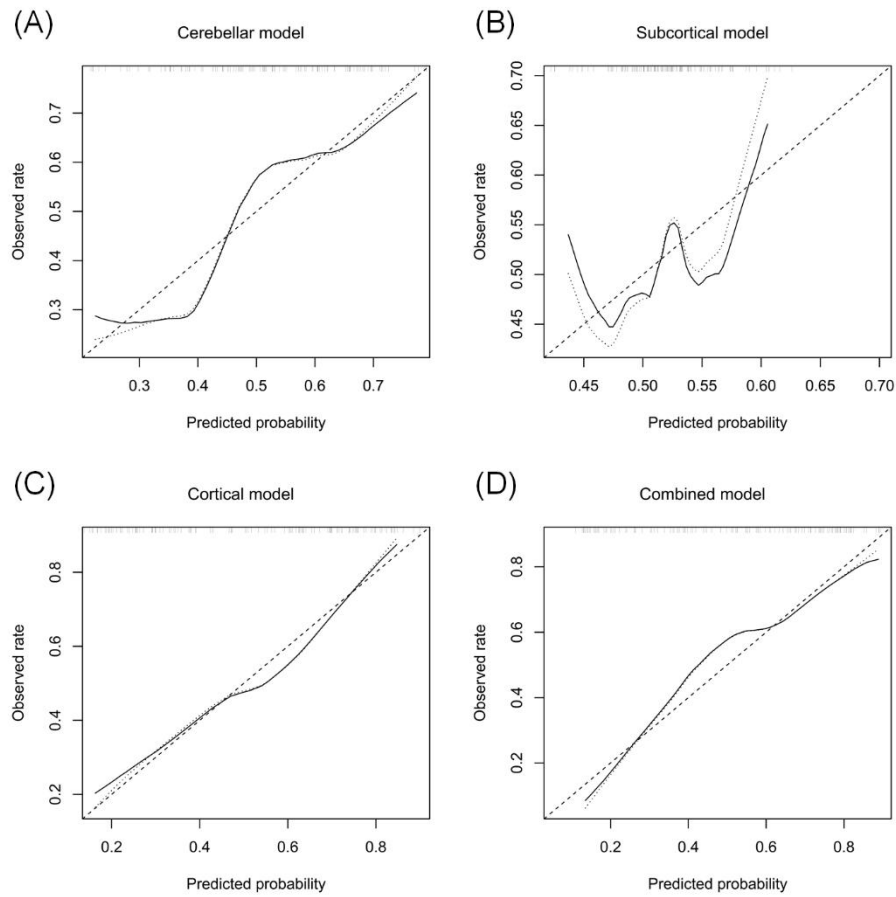 (A)
Cerebellar model
Observed rate
0.3 0.4 0.5 0.6 0.7
0.3 0.4 0.5 0.6 0.7
Predicted probability
(B)
Subcortical model
Observed rate
0.45 0.50 0.55 0.60 0.65 0.70
0.45 0.50 0.55 0.60 0.65 0.70
Predicted probability
(C)
Cortical model
Observed rate
0.2 0.4 0.6 0.8
0.2 0.4 0.6 0.8
Predicted probability
(D)
Combined model
Observed rate
0.2 0.4 0.6 0.8
0.2 0.4 0.6 0.8
Predicted probability